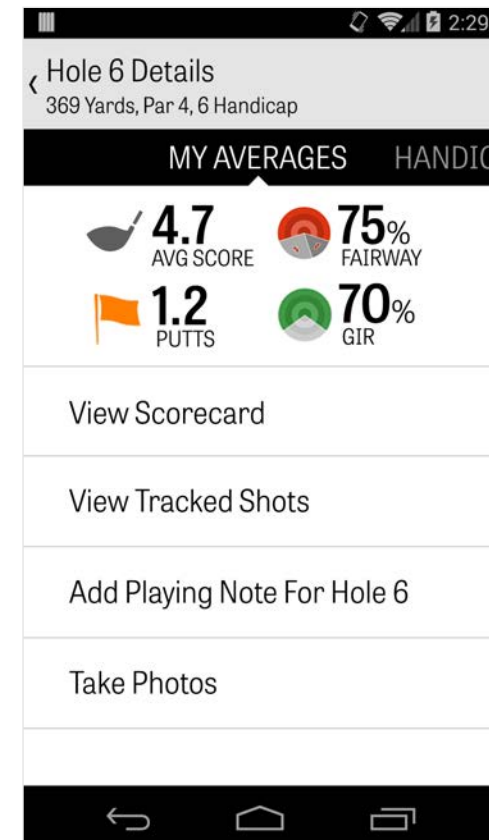 2:29
Hole 6 Details
369 Yards, Par 4, 6 Handicap
MY AVERAGES HANDIC
4.7 75%
AVG SCORE FAIRWAY
1.2 70%
PUTTS GIR
View Scorecard
View Tracked Shots
Add Playing Note For Hole 6
Take Photos